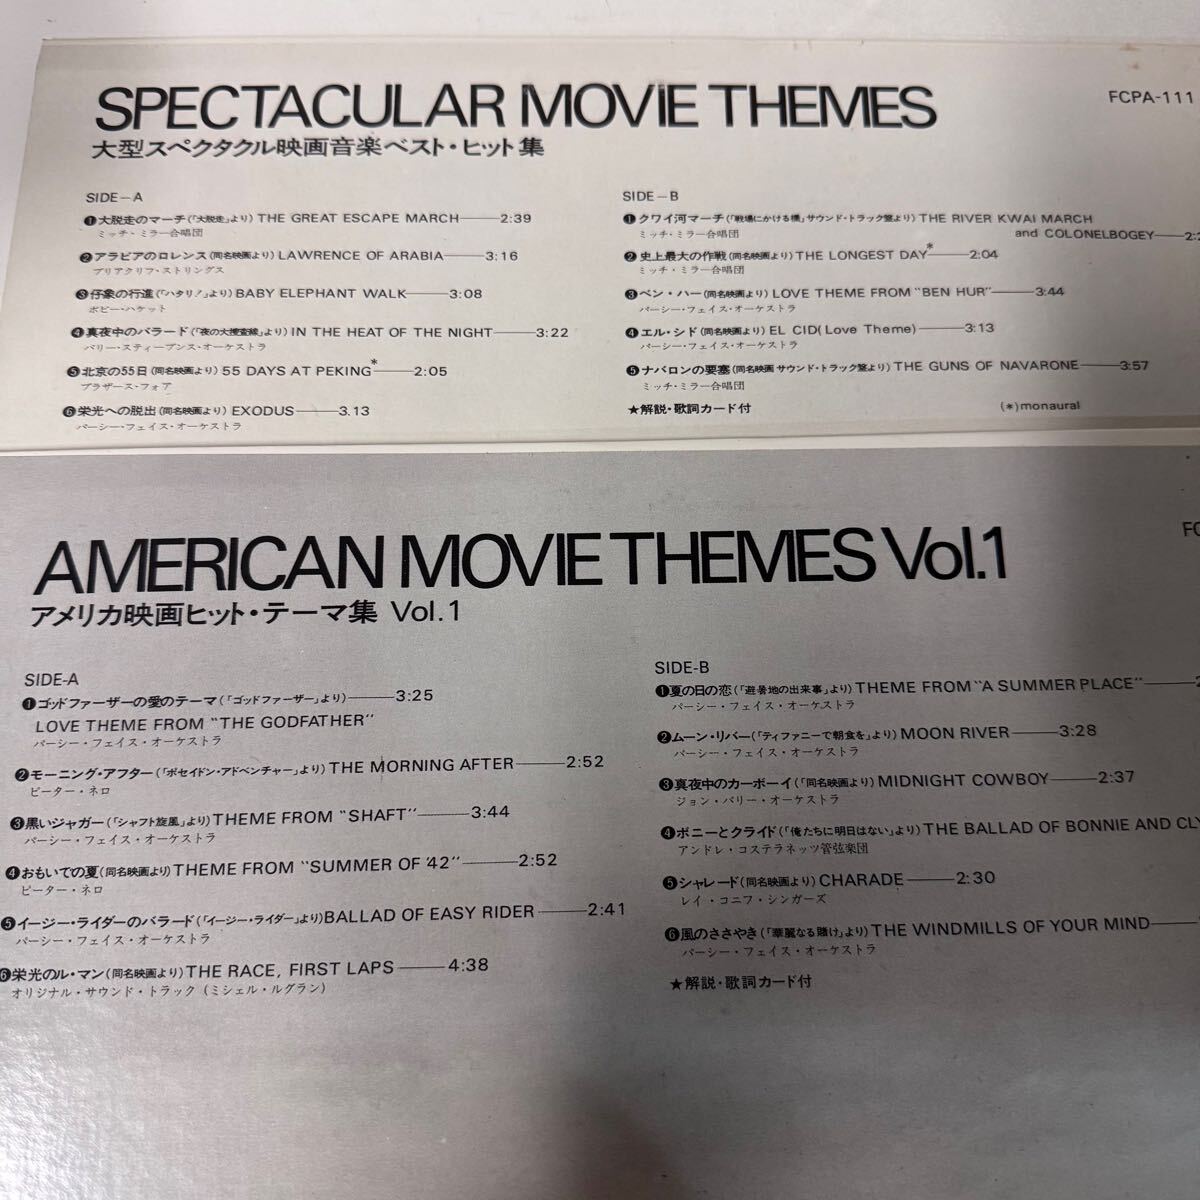 SPECTACULAR MOVIE THEMES
FCPA-111
大型スペクタクル映画音楽ベスト・ヒット集
SIDE-A
❶大脱走のマーチ(「大脱走」より) THE GREAT ESCAPE MARCH——2:39
ミッチ・ミラー合唱団
❷アラビアのロレンス(同名映画より) LAWRENCE OF ARABIA——3:16
ブリアクリフ・ストリングス
❸仔象の行進(「ハタリ!」より) BABY ELEPHANT WALK——3:08
ボビー・ハケット
❹真夜中のバラード(「夜の大捜査線」より) IN THE HEAT OF THE NIGHT——3:22
バリー・スティーブンス・オーケストラ
❺北京の55日(同名映画より) 55 DAYS AT PEKING*——2:05
ブラザース・フォア
❻栄光への脱出(同名映画より) EXODUS——3.13
パーシー・フェイス・オーケストラ
SIDE-B
❶クワイ河マーチ(「戦場にかける橋」サウンド・トラック盤より) THE RIVER KWAI MARCH
and COLONELBOGEY——2:
ミッチ・ミラー合唱団
❷史上最大の作戦(同名映画より) THE LONGEST DAY*——2:04
ミッチ・ミラー合唱団
❸ベン・ハー(同名映画より) LOVE THEME FROM "BEN HUR"——3:44
パーシー・フェイス・オーケストラ
❹エル・シド(同名映画より) EL CID(Love Theme)——3:13
パーシー・フェイス・オーケストラ
❺ナバロンの要塞(同名映画 サウンド・トラック盤より) THE GUNS OF NAVARONE——3:57
ミッチ・ミラー合唱団
★解説・歌詞カード付
(*)monaural
AMERICAN MOVIE THEMES Vol.1
FC
アメリカ映画ヒット・テーマ集 Vol.1
SIDE-A
❶ゴッドファーザーの愛のテーマ(「ゴッドファーザー」より)——3:25
LOVE THEME FROM "THE GODFATHER"
パーシー・フェイス・オーケストラ
❷モーニング・アフター(「ポセイドン・アドベンチャー」より) THE MORNING AFTER——2:52
ピーター・ネロ
❸黒いジャガー(「シャフト旋風」より) THEME FROM "SHAFT"——3:44
パーシー・フェイス・オーケストラ
❹おもいでの夏(同名映画より) THEME FROM "SUMMER OF '42"——2:52
ピーター・ネロ
❺イージー・ライダーのバラード(「イージー・ライダー」より) BALLAD OF EASY RIDER——2:41
パーシー・フェイス・オーケストラ
❻栄光のル・マン(同名映画より) THE RACE, FIRST LAPS——4:38
オリジナル・サウンド・トラック (ミシェル・ルグラン)
SIDE-B
❶夏の日の恋(「避暑地の出来事」より) THEME FROM "A SUMMER PLACE"——2
パーシー・フェイス・オーケストラ
❷ムーン・リバー(「ティファニーで朝食を」より) MOON RIVER——3:28
パーシー・フェイス・オーケストラ
❸真夜中のカーボーイ(「同名映画より) MIDNIGHT COWBOY——2:37
ジョン・バリー・オーケストラ
❹ボニーとクライド(「俺たちに明日はない」より) THE BALLAD OF BONNIE AND CLY
アンドレ・コステラネッツ管弦楽団
❺シャレード(同名映画より) CHARADE——2:30
レイ・コニフ・シンガーズ
❻風のささやき(「華麗なる賭け」より) THE WINDMILLS OF YOUR MIND——
パーシー・フェイス・オーケストラ
★解説・歌詞カード付